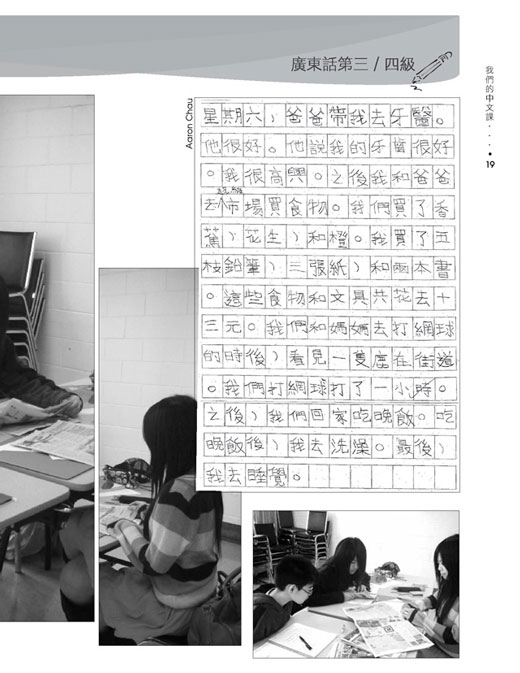 廣東話第三/四級
我們的中文課・・・・
19
Aaron Chau
星期六，爸爸帶我去牙醫。
他很好。他説我的牙齒很好
。我很高興。之後我和爸爸
去市場買食物。我們買了香
蕉，花生，和橙。我買了五
枝鉛筆，三張紙，和兩本書
。這些食物和文具共花去十
三元。我們和媽媽去打網球
的時後，看見一隻鹿在街道
。我們打網球打了一小時。
之後，我們回家吃晚飯。吃
晚飯後，我去洗澡。最後，
我去睡覺。